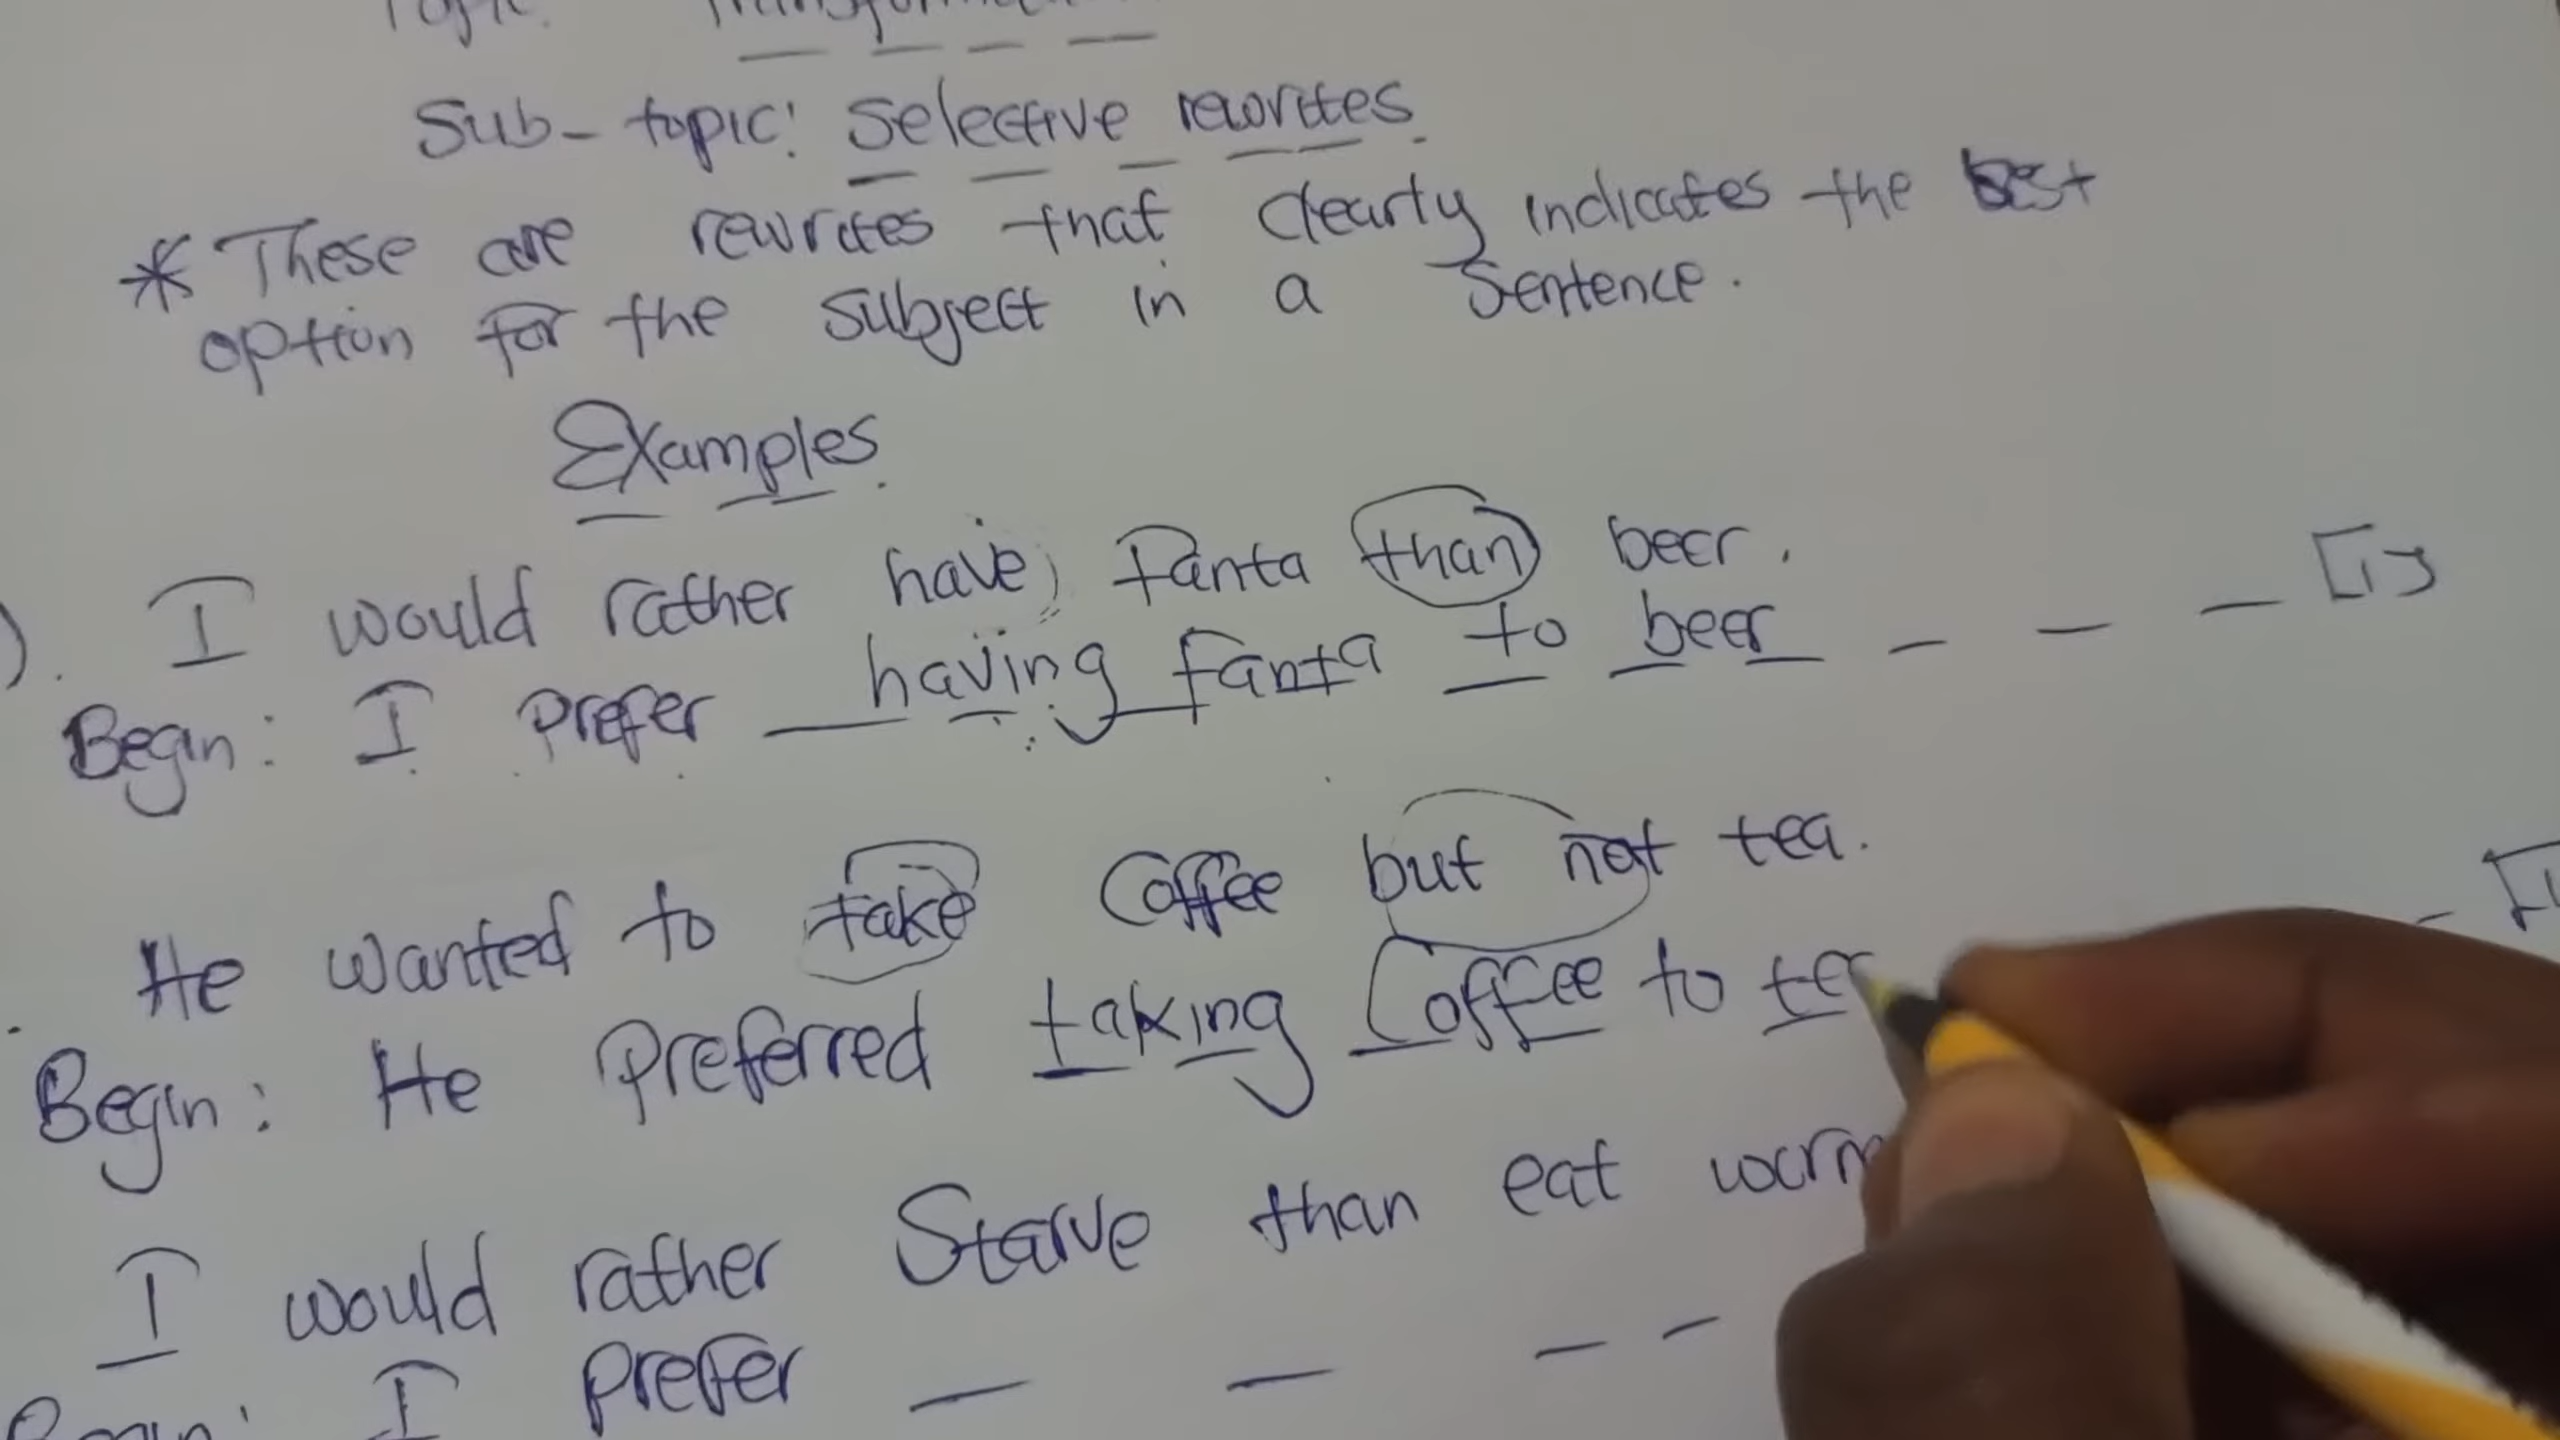 Topic:
Sub-topic: Selective rewrites.
* These are rewrites that clearly indicates the best
option for the subject in a sentence.
Examples.
). I would rather have fanta than beer.
Begin: I prefer having fanta to beer
He wanted to take Coffee but not tea.
Begin: He preferred taking Coffee to te
I would rather Starve than eat
I prefer